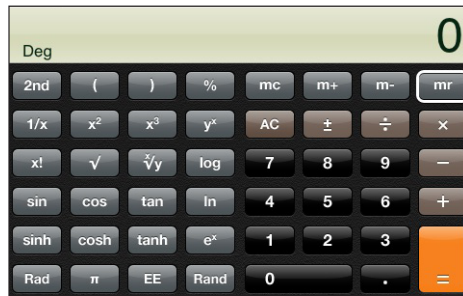 0
Deg
2nd ( ) % mc m+ m- mr
1/x x² x³ yˣ AC ± ÷ ×
x! √ ˣ√y log 7 8 9 −
sin cos tan ln 4 5 6 +
sinh cosh tanh eˣ 1 2 3
Rad π EE Rand 0 . =